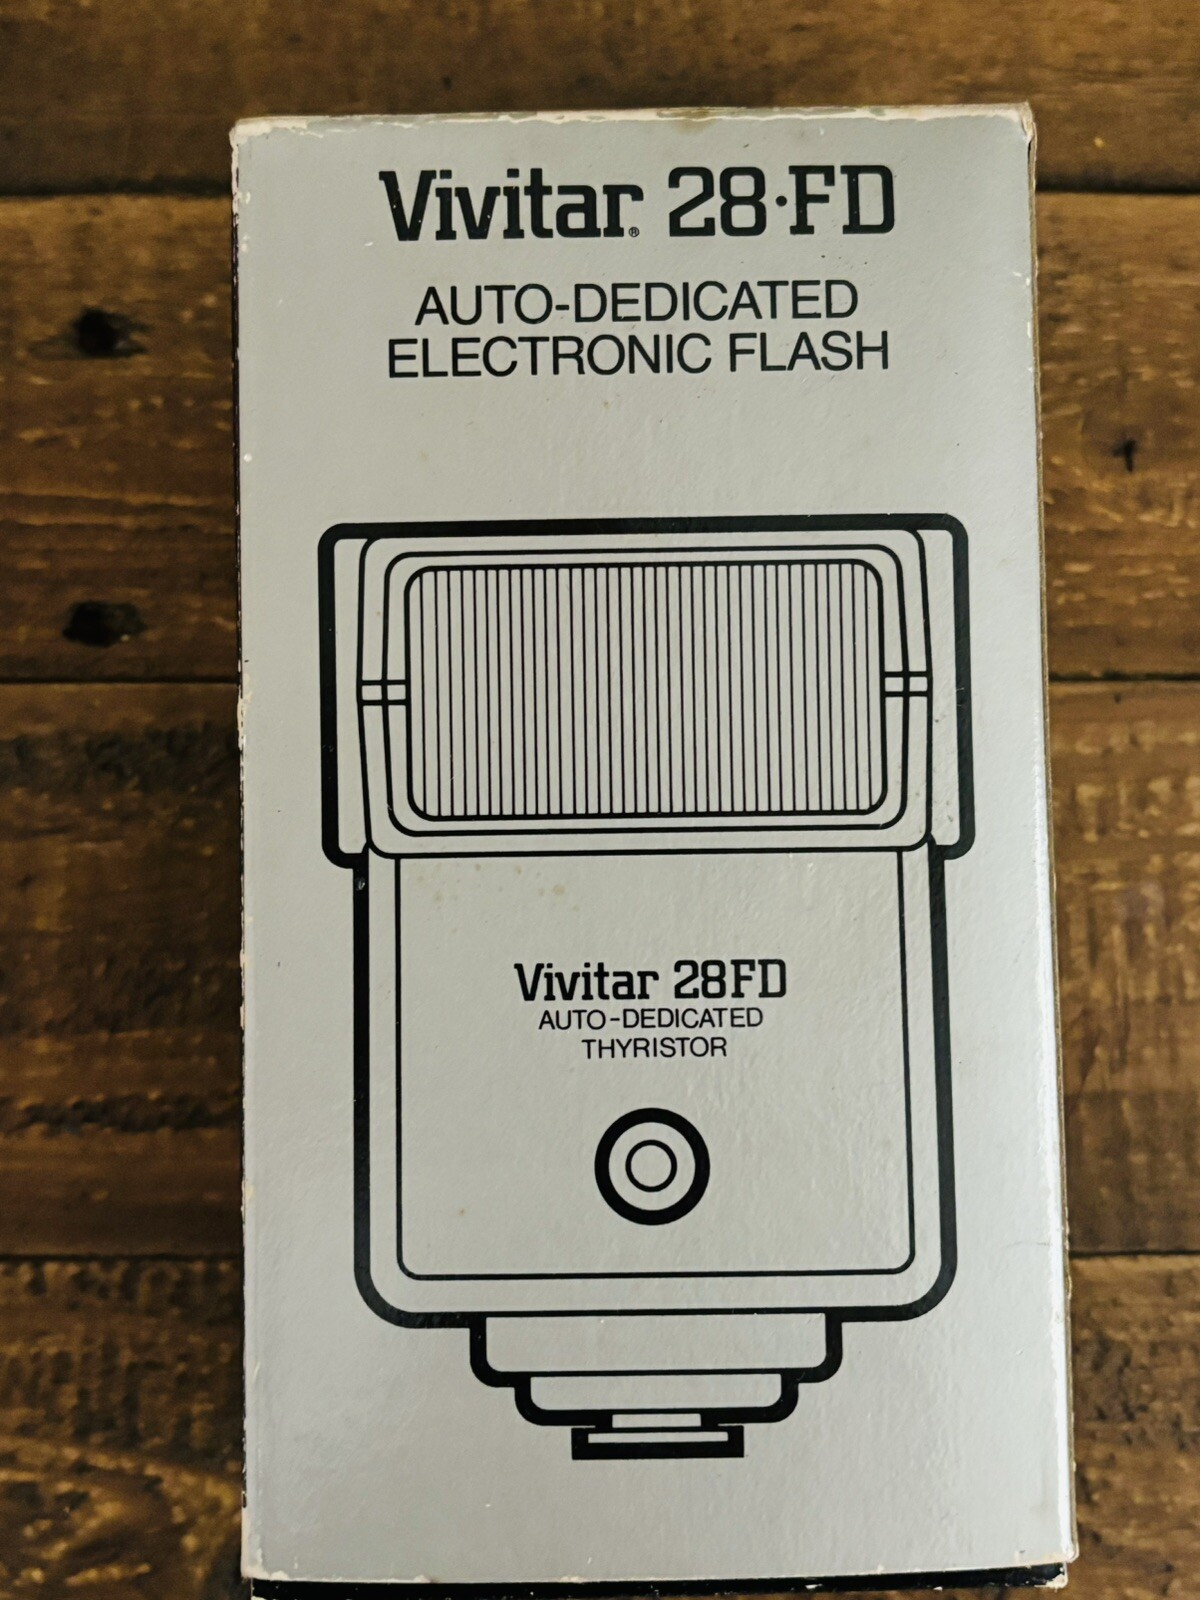 Vivitar® 28·FD
AUTO-DEDICATED
ELECTRONIC FLASH
Vivitar 28FD
AUTO-DEDICATED
THYRISTOR